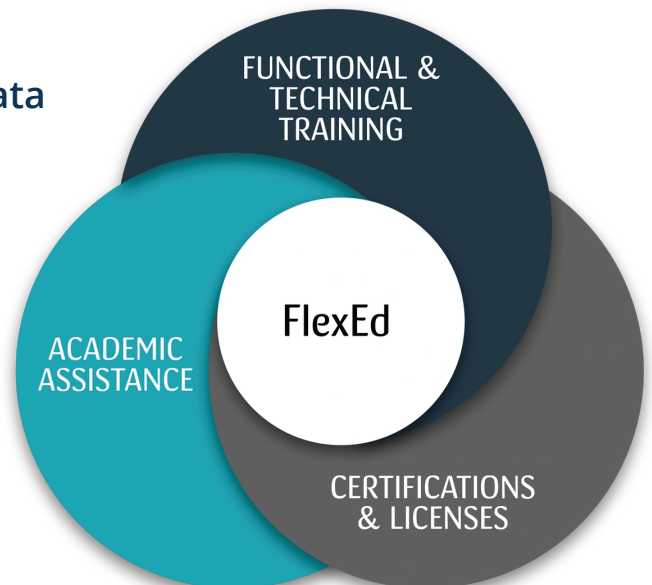 ata
FUNCTIONAL &
TECHNICAL
TRAINING
FlexEd
ACADEMIC
ASSISTANCE
CERTIFICATIONS
& LICENSES